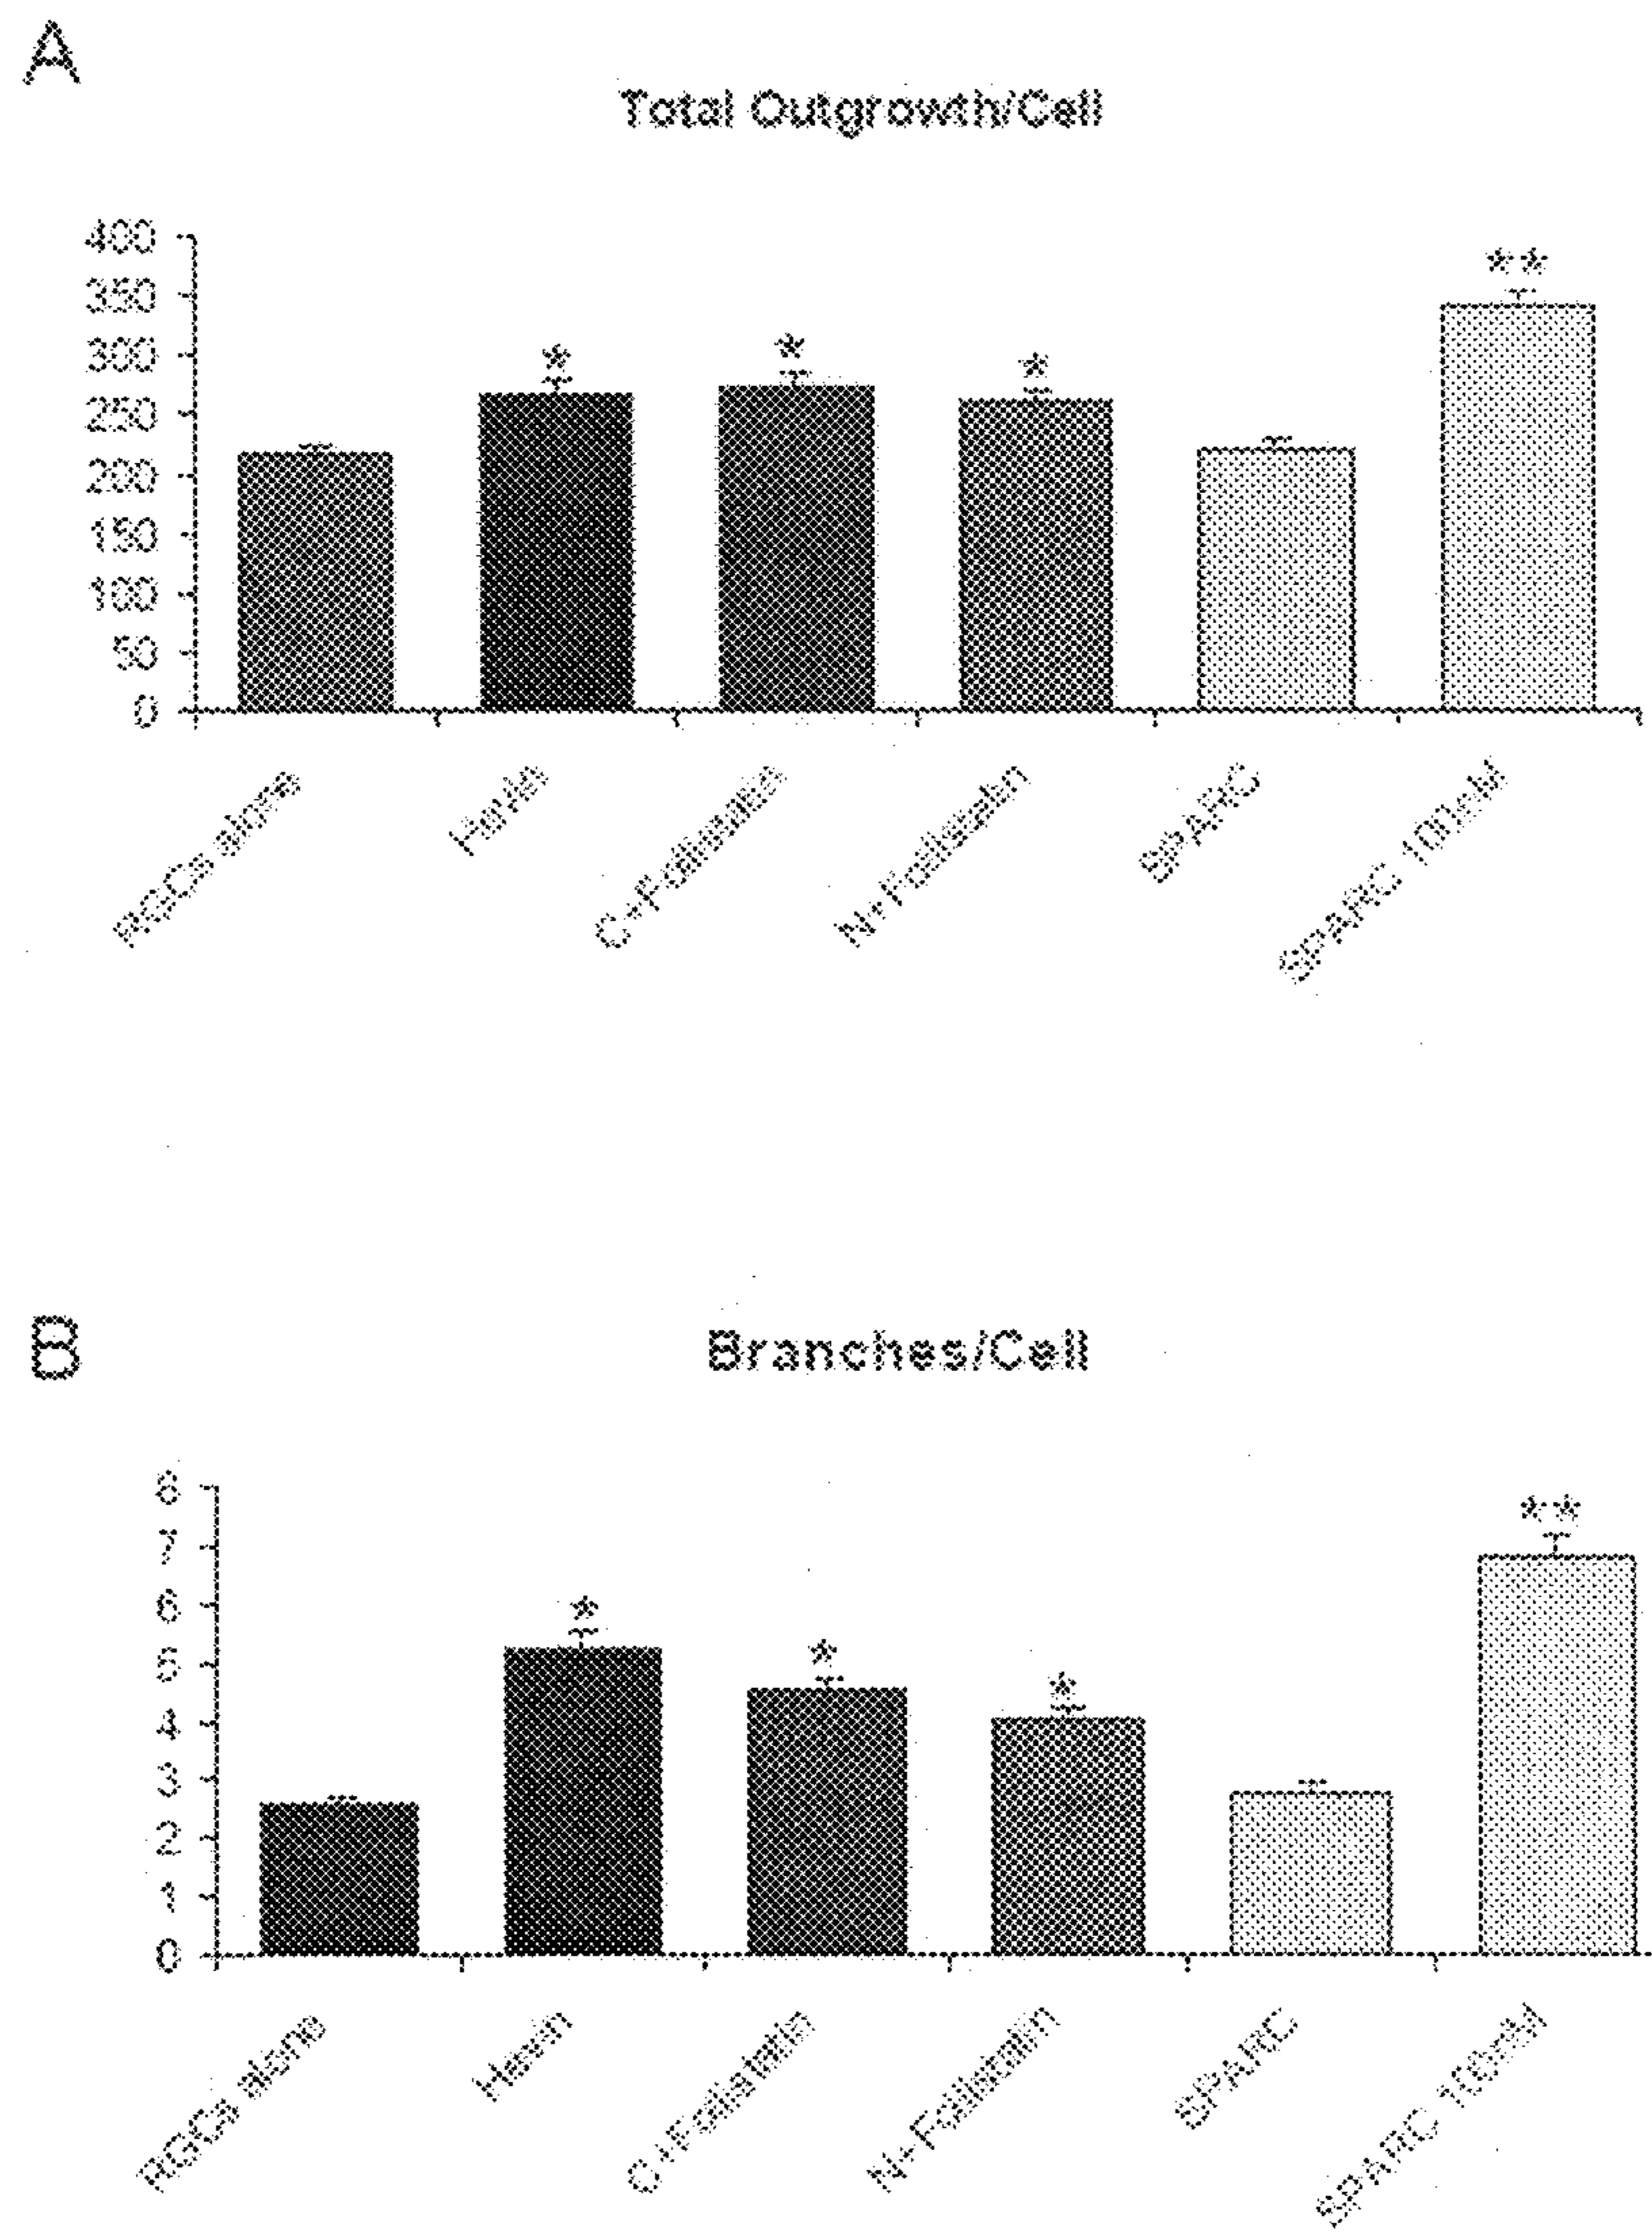 A
Total Outgrowth/Cell
400
350
300
250
200
150
100
50
0
**
*
*
*
RGCs alone
Hevin
C+Follistatin
N+Follistatin
SPARC
SPARC 100nM
B
Branches/Cell
8
7
6
5
4
3
2
1
0
**
*
*
*
RGCs alone
Hevin
C+Follistatin
N+Follistatin
SPARC
SPARC 100nM